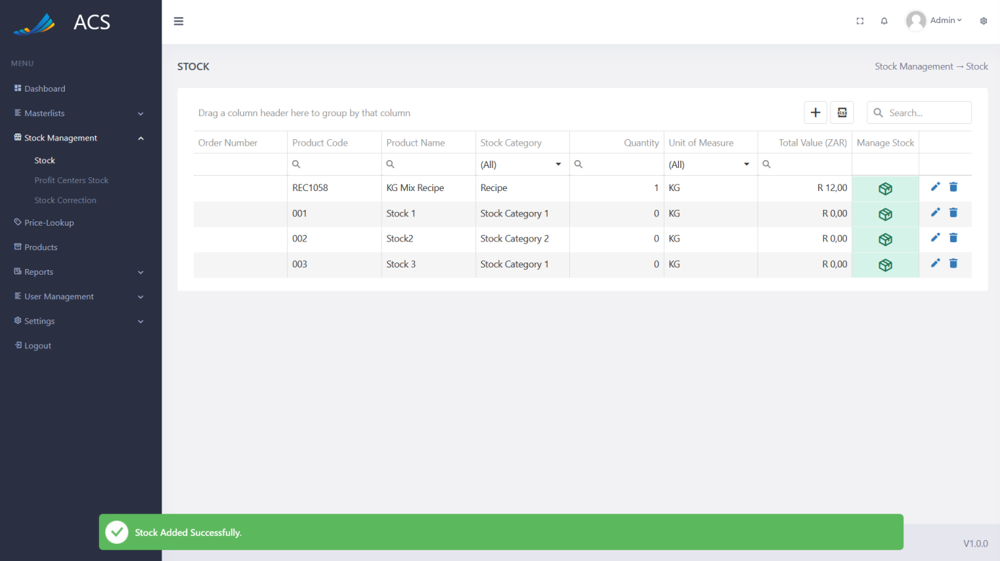 ACS
Admin
MENU
Dashboard
Masterlists
Stock Management
Stock
Profit Centers Stock
Stock Correction
Price-Lookup
Products
Reports
User Management
Settings
Logout
STOCK
Stock Management → Stock
Drag a column header here to group by that column
XLSX
Search...
Order Number Product Code Product Name Stock Category Quantity Unit of Measure Total Value (ZAR) Manage Stock
(All) (All)
REC1058 KG Mix Recipe Recipe 1 KG R 12,00
001 Stock 1 Stock Category 1 0 KG R 0,00
002 Stock2 Stock Category 2 0 KG R 0,00
003 Stock 3 Stock Category 1 0 KG R 0,00
Stock Added Successfully.
V1.0.0